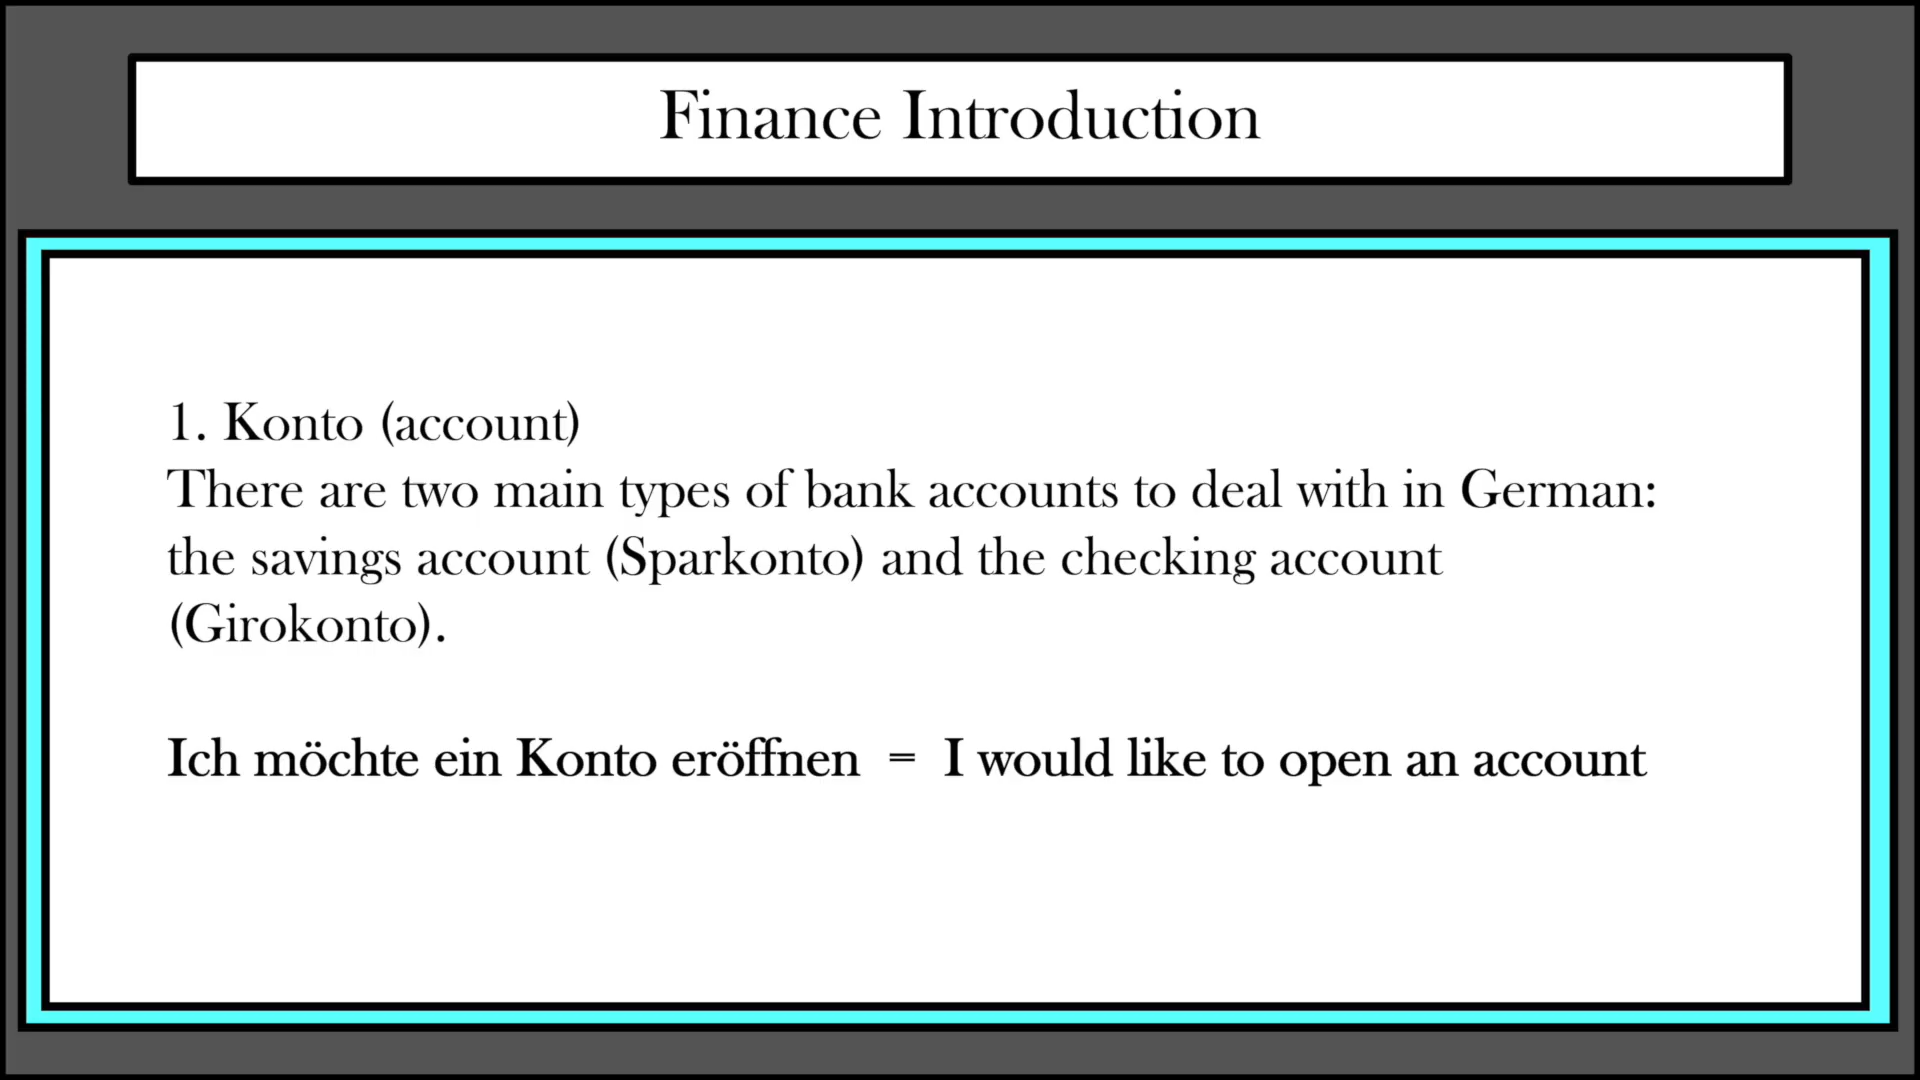 Finance Introduction
1. Konto (account)
There are two main types of bank accounts to deal with in German:
the savings account (Sparkonto) and the checking account
(Girokonto).
Ich möchte ein Konto eröffnen = I would like to open an account